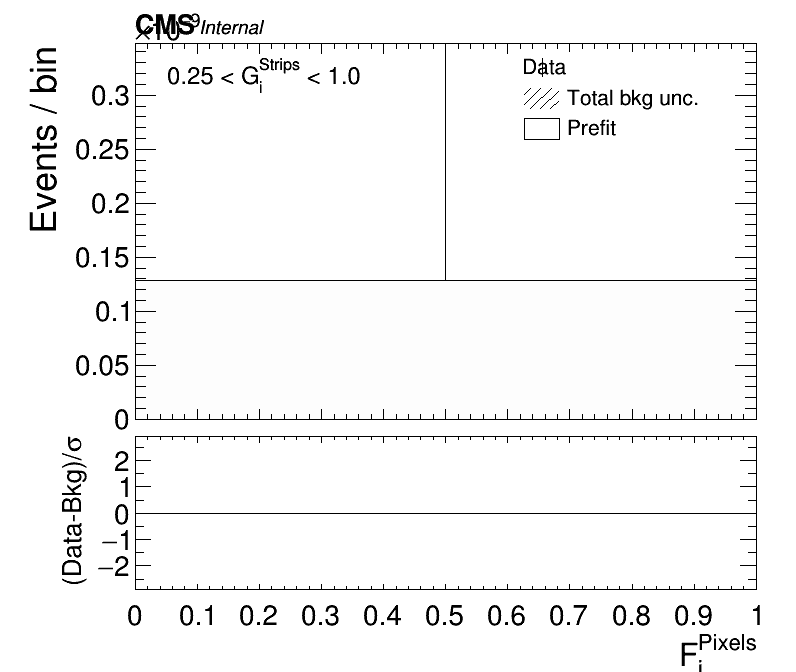 CMS Internal
×10⁻⁹
0.25 < G_i^Strips < 1.0
Data
Total bkg unc.
Prefit
Events / bin
0.3
0.25
0.2
0.15
0.1
0.05
0
(Data-Bkg)/σ
2
1
0
−1
−2
0 0.1 0.2 0.3 0.4 0.5 0.6 0.7 0.8 0.9 1
F_i^Pixels